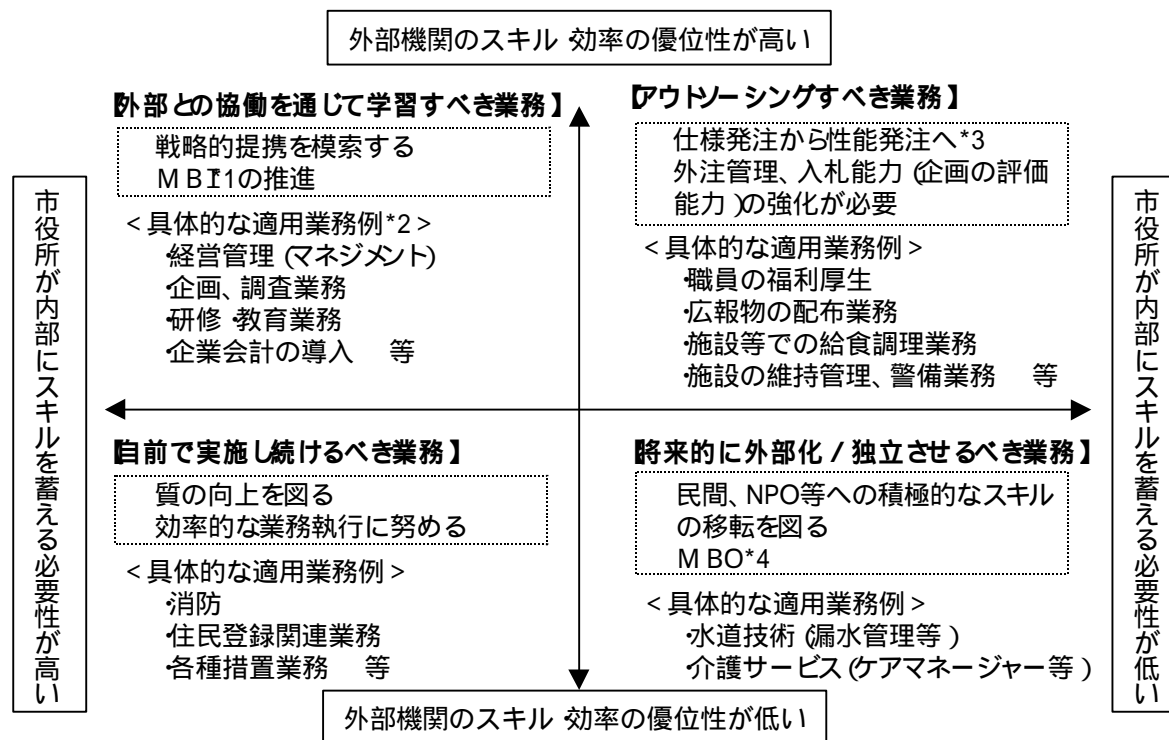 外部機関のスキル・効率の優位性が高い
【外部との協働を通じて学習すべき業務】
戦略的提携を模索する
MBI*1の推進
<具体的な適用業務例*2>
・経営管理(マネジメント)
・企画、調査業務
・研修・教育業務
・企業会計の導入 等
【アウトソーシングすべき業務】
仕様発注から性能発注へ*3
外注管理、入札能力(企画の評価
能力)の強化が必要
<具体的な適用業務例>
・職員の福利厚生
・広報物の配布業務
・施設等での給食調理業務
・施設の維持管理、警備業務 等
市役所が内部にスキルを蓄える必要性が高い
市役所が内部にスキルを蓄える必要性が低い
【自前で実施し続けるべき業務】
質の向上を図る
効率的な業務執行に努める
<具体的な適用業務例>
・消防
・住民登録関連業務
・各種措置業務 等
【将来的に外部化/独立させるべき業務】
民間、NPO等への積極的なスキル
の移転を図る
MBO*4
<具体的な適用業務例>
・水道技術(漏水管理等)
・介護サービス(ケアマネージャー等)
外部機関のスキル・効率の優位性が低い